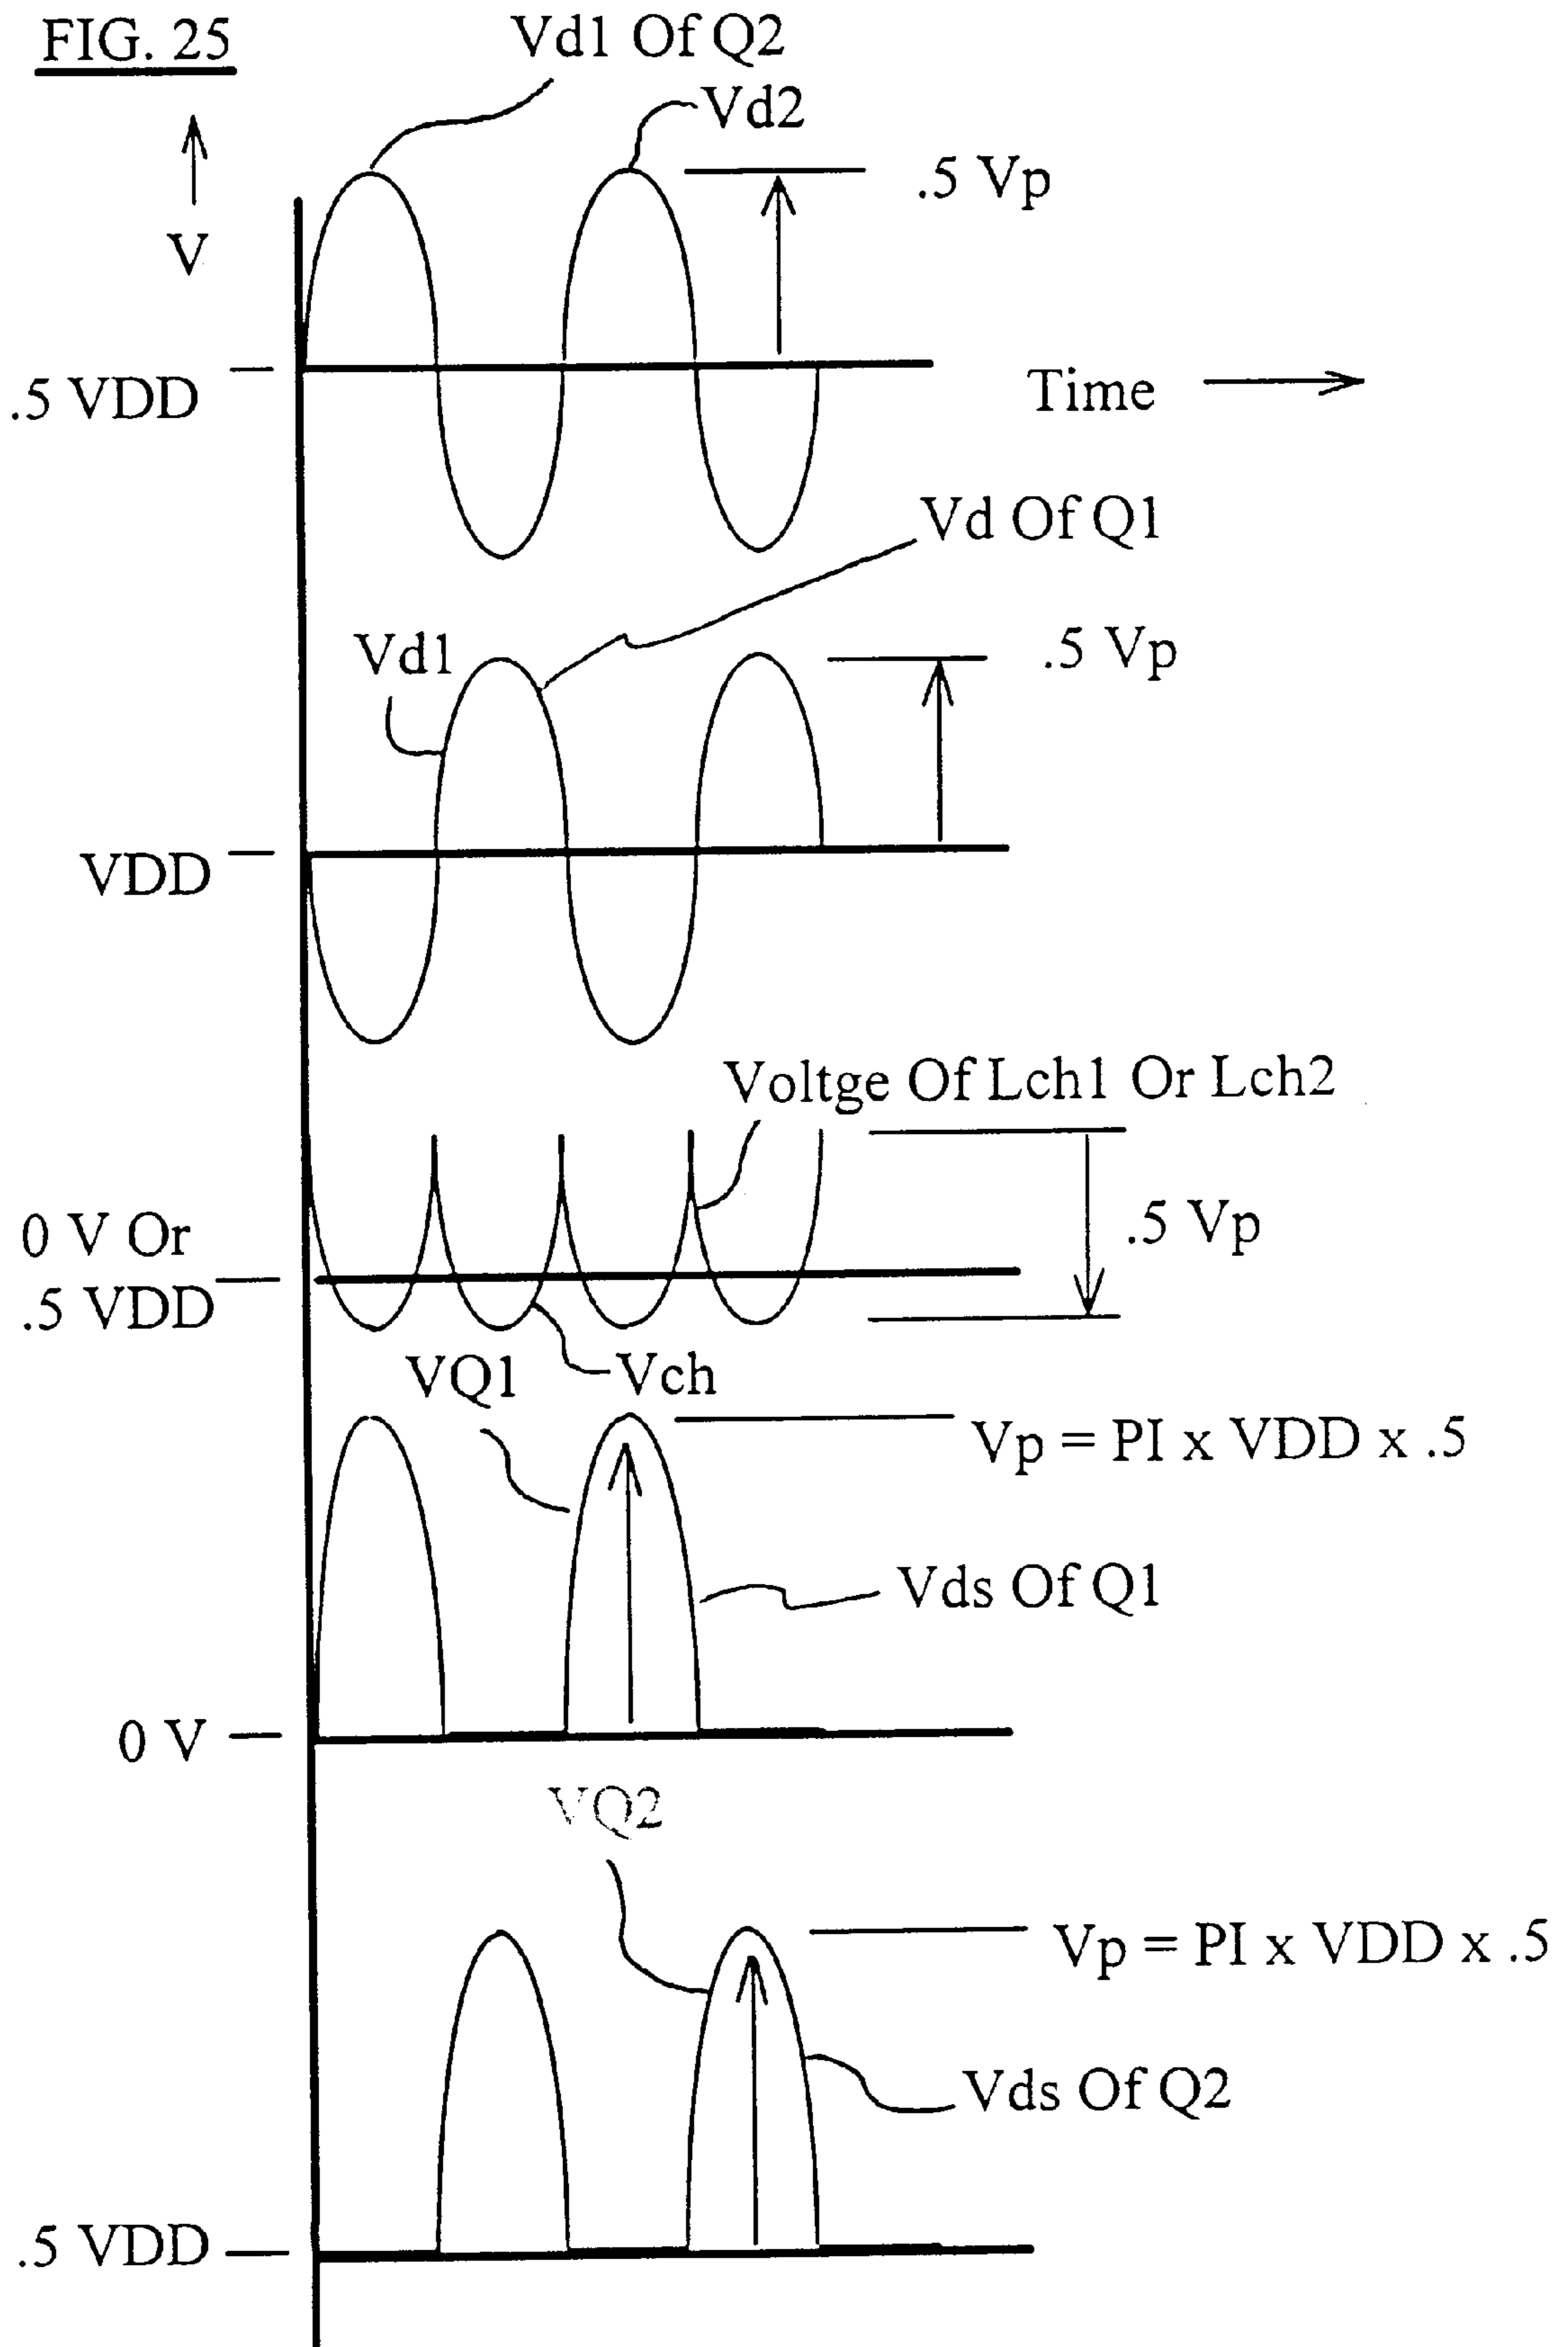 FIG. 25
Vd1 Of Q2
Vd2
.5 Vp
V
.5 VDD
Time
Vd Of Q1
Vd1
.5 Vp
VDD
Voltge Of Lch1 Or Lch2
0 V Or
.5 VDD
.5 Vp
VQ1
Vch
Vp = PI x VDD x .5
Vds Of Q1
0 V
VQ2
Vp = PI x VDD x .5
Vds Of Q2
.5 VDD